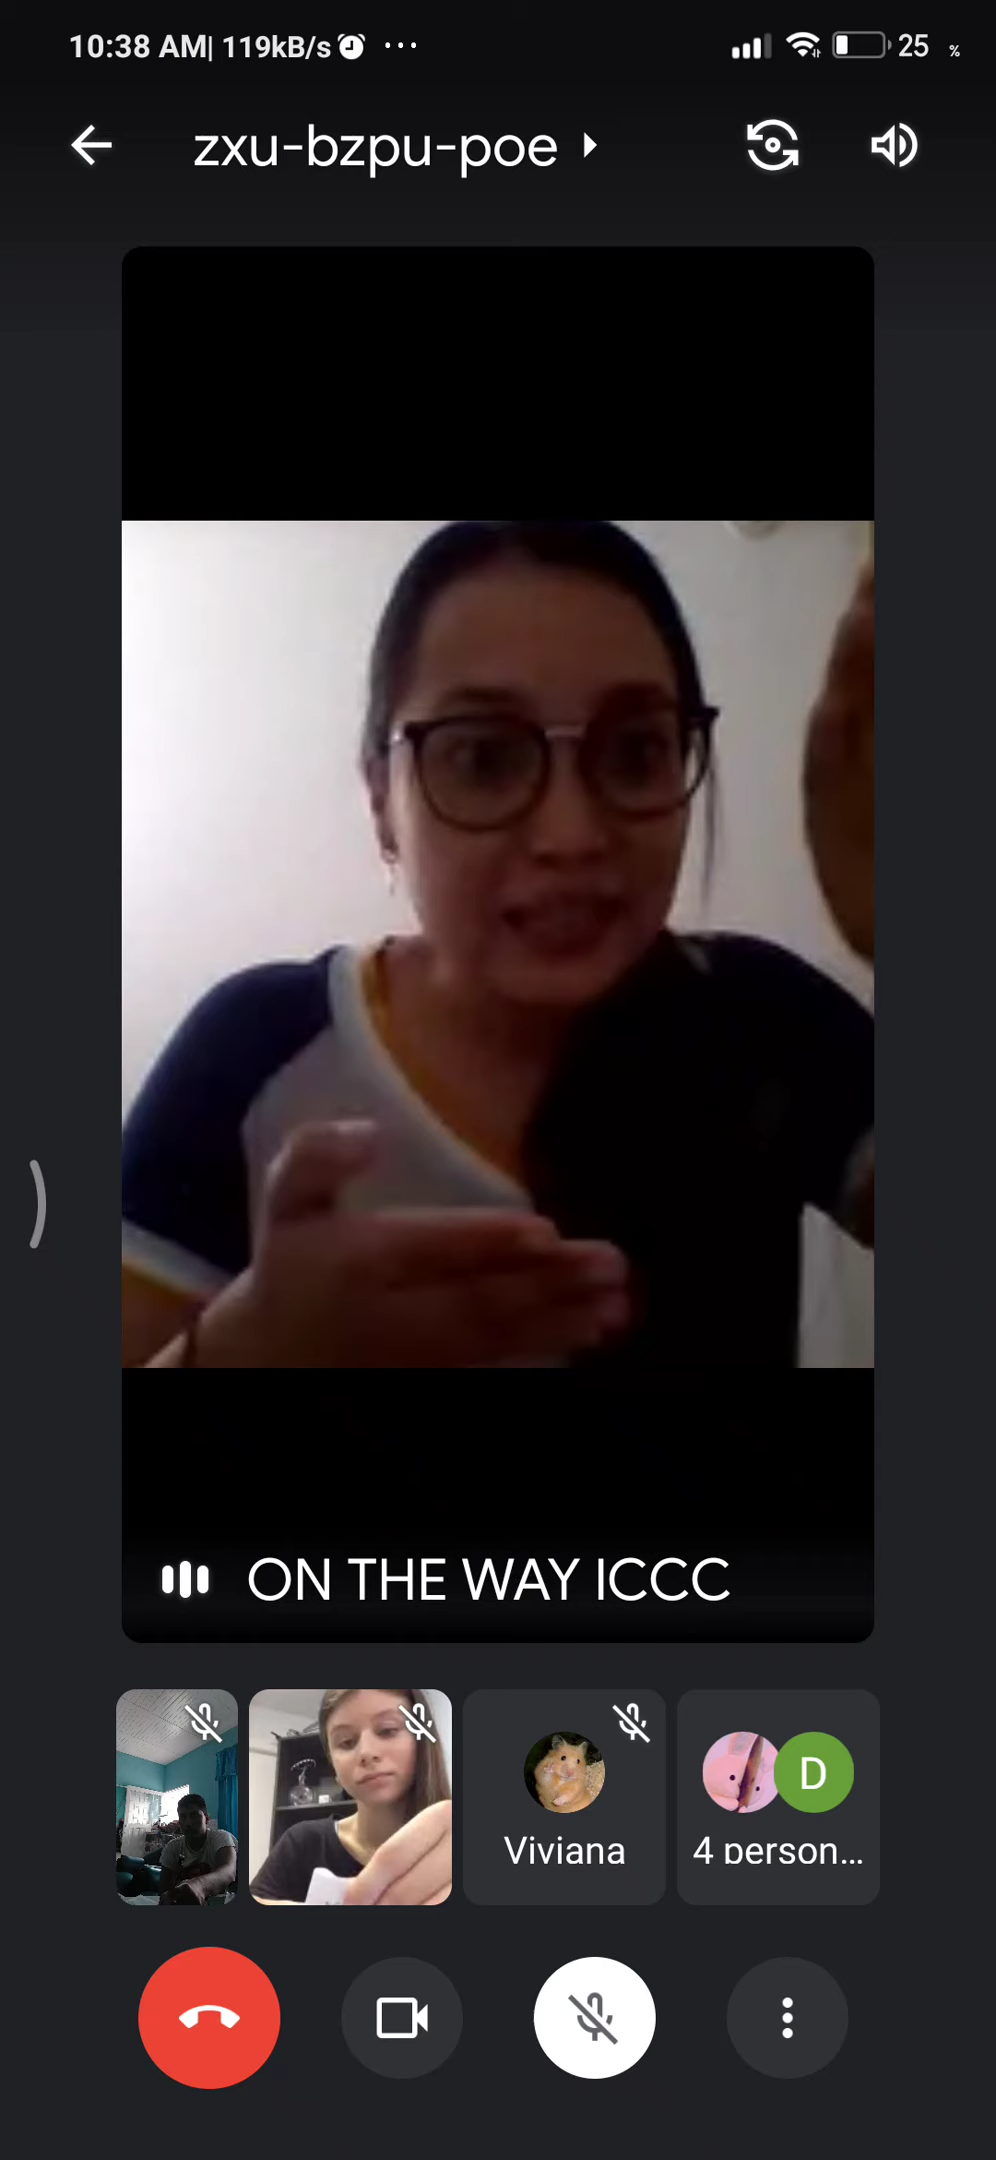 10:38 AM| 119kB/s ... 25 %
zxu-bzpu-poe
ON THE WAY ICCC
D
Viviana
4 person...